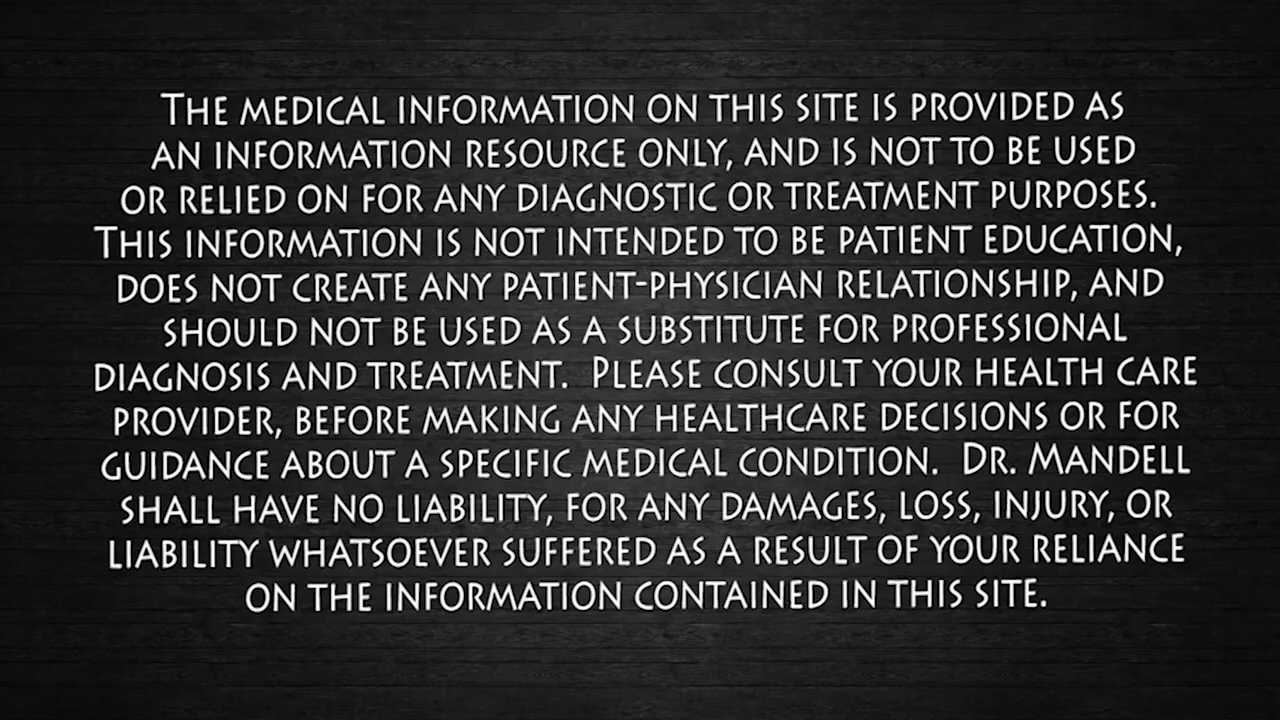 THE MEDICAL INFORMATION ON THIS SITE IS PROVIDED AS
AN INFORMATION RESOURCE ONLY, AND IS NOT TO BE USED
OR RELIED ON FOR ANY DIAGNOSTIC OR TREATMENT PURPOSES.
THIS INFORMATION IS NOT INTENDED TO BE PATIENT EDUCATION,
DOES NOT CREATE ANY PATIENT-PHYSICIAN RELATIONSHIP, AND
SHOULD NOT BE USED AS A SUBSTITUTE FOR PROFESSIONAL
DIAGNOSIS AND TREATMENT. PLEASE CONSULT YOUR HEALTH CARE
PROVIDER, BEFORE MAKING ANY HEALTHCARE DECISIONS OR FOR
GUIDANCE ABOUT A SPECIFIC MEDICAL CONDITION. DR. MANDELL
SHALL HAVE NO LIABILITY, FOR ANY DAMAGES, LOSS, INJURY, OR
LIABILITY WHATSOEVER SUFFERED AS A RESULT OF YOUR RELIANCE
ON THE INFORMATION CONTAINED IN THIS SITE.